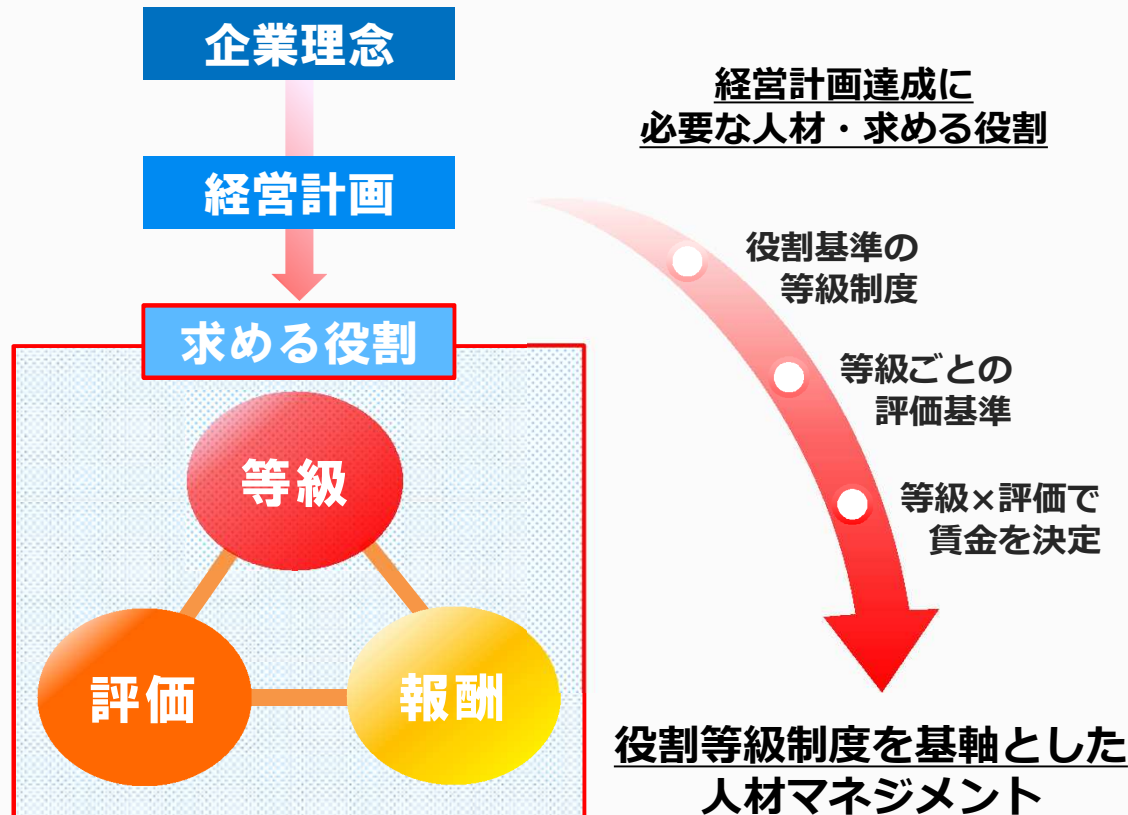 企業理念
経営計画
求める役割
等級
評価
報酬
経営計画達成に
必要な人材・求める役割
役割基準の
等級制度
等級ごとの
評価基準
等級×評価で
賃金を決定
役割等級制度を基軸とした
人材マネジメント